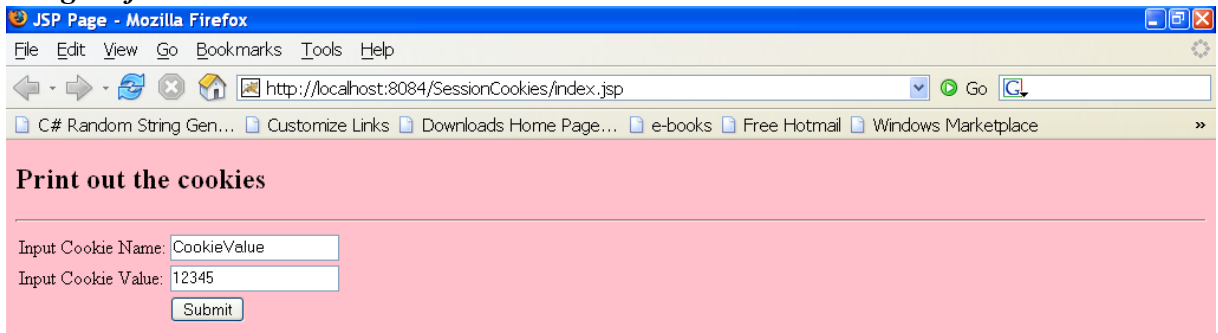 JSP Page - Mozilla Firefox
File Edit View Go Bookmarks Tools Help
http://localhost:8084/SessionCookies/index.jsp Go G
C# Random String Gen... Customize Links Downloads Home Page... e-books Free Hotmail Windows Marketplace »
Print out the cookies
Input Cookie Name: CookieValue
Input Cookie Value: 12345
Submit